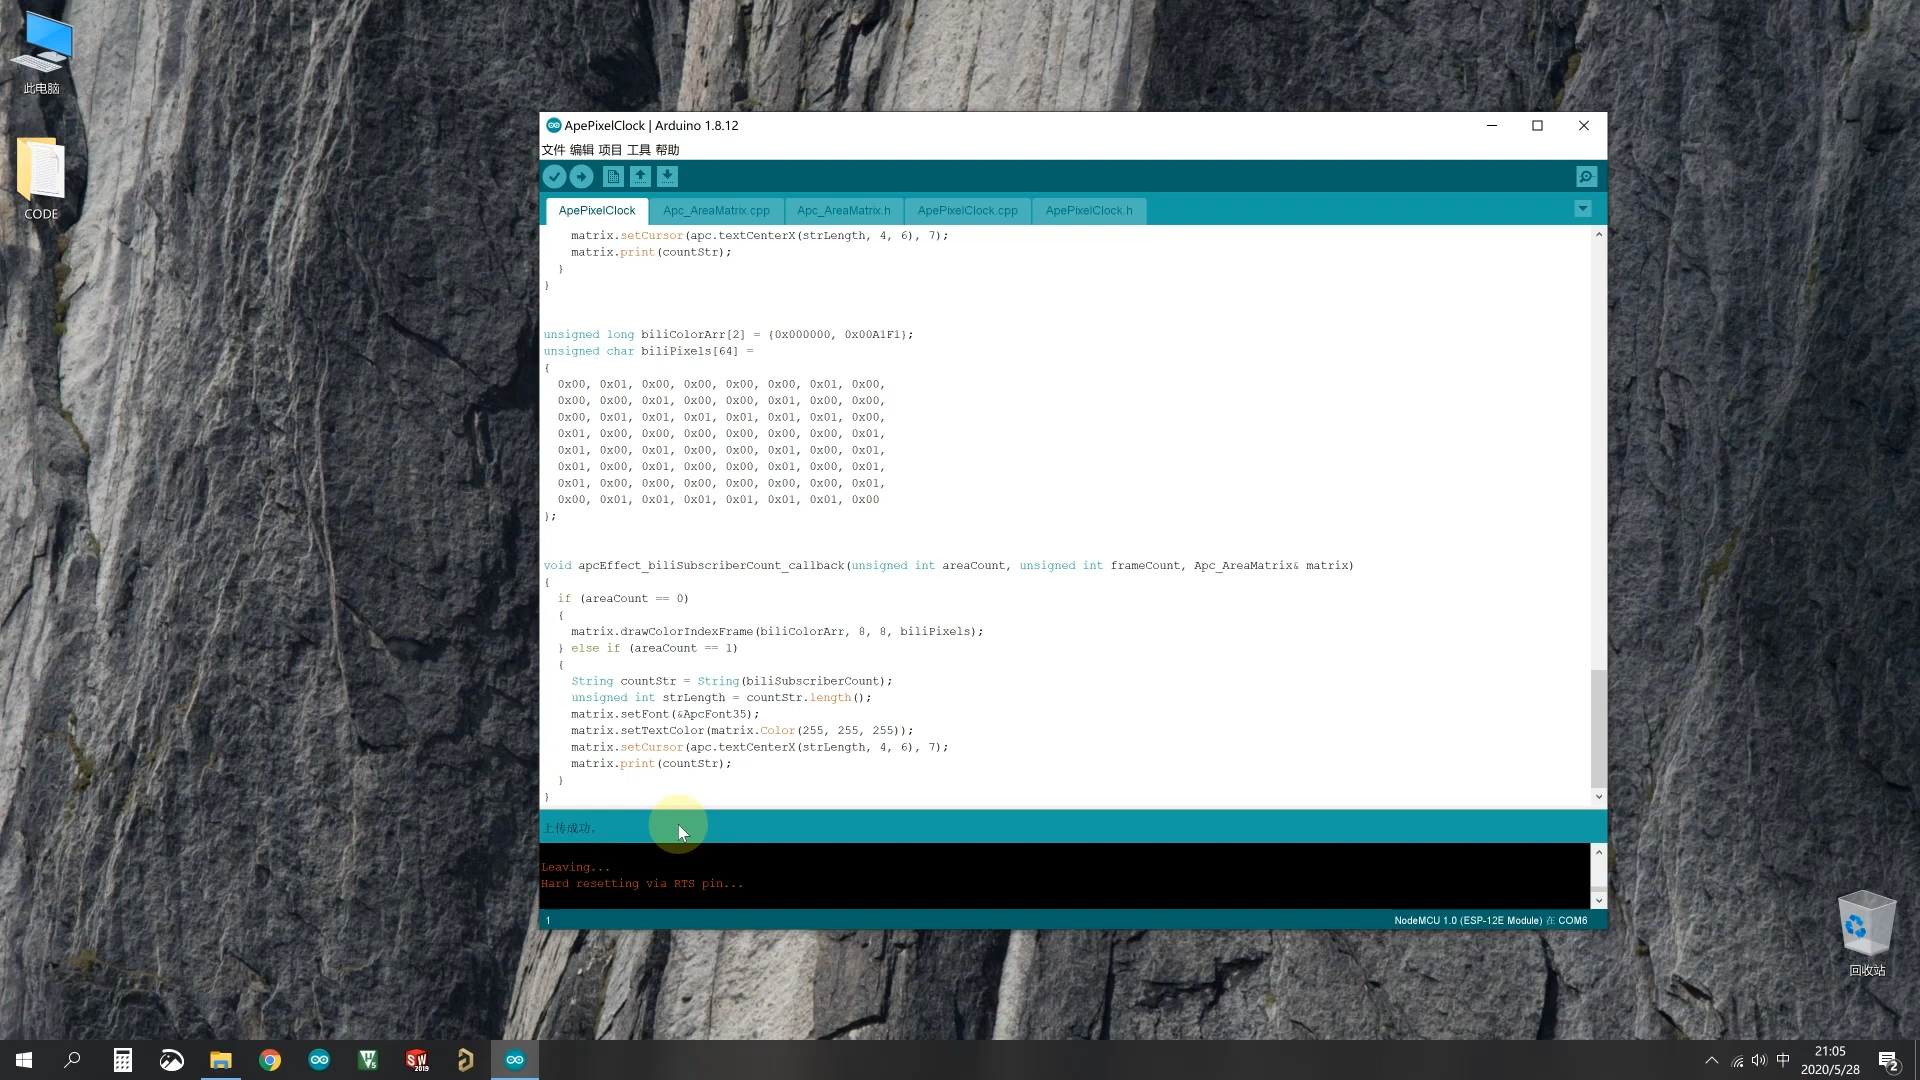 此电脑
CODE
ApePixelClock | Arduino 1.8.12
文件 编辑 项目 工具 帮助
ApePixelClock Apc_AreaMatrix.cpp Apc_AreaMatrix.h ApePixelClock.cpp ApePixelClock.h
matrix.setCursor(apc.textCenterX(strLength, 4, 6), 7);
matrix.print(countStr);
}
}
unsigned long biliColorArr[2] = {0x000000, 0x00A1F1};
unsigned char biliPixels[64] =
{
0x00, 0x01, 0x00, 0x00, 0x00, 0x00, 0x01, 0x00,
0x00, 0x00, 0x01, 0x00, 0x00, 0x01, 0x00, 0x00,
0x00, 0x01, 0x01, 0x01, 0x01, 0x01, 0x01, 0x00,
0x01, 0x00, 0x00, 0x00, 0x00, 0x00, 0x00, 0x01,
0x01, 0x00, 0x01, 0x00, 0x00, 0x01, 0x00, 0x01,
0x01, 0x00, 0x01, 0x00, 0x00, 0x01, 0x00, 0x01,
0x01, 0x00, 0x00, 0x00, 0x00, 0x00, 0x00, 0x01,
0x00, 0x01, 0x01, 0x01, 0x01, 0x01, 0x01, 0x00
};
void apcEffect_biliSubscriberCount_callback(unsigned int areaCount, unsigned int frameCount, Apc_AreaMatrix& matrix)
{
if (areaCount == 0)
{
matrix.drawColorIndexFrame(biliColorArr, 8, 8, biliPixels);
} else if (areaCount == 1)
{
String countStr = String(biliSubscriberCount);
unsigned int strLength = countStr.length();
matrix.setFont(&ApcFont35);
matrix.setTextColor(matrix.Color(255, 255, 255));
matrix.setCursor(apc.textCenterX(strLength, 4, 6), 7);
matrix.print(countStr);
}
}
上传成功。
Leaving...
Hard resetting via RTS pin...
1 NodeMCU 1.0 (ESP-12E Module) 在 COM6
回收站
SW 2019
中
21:05
2020/5/28
2